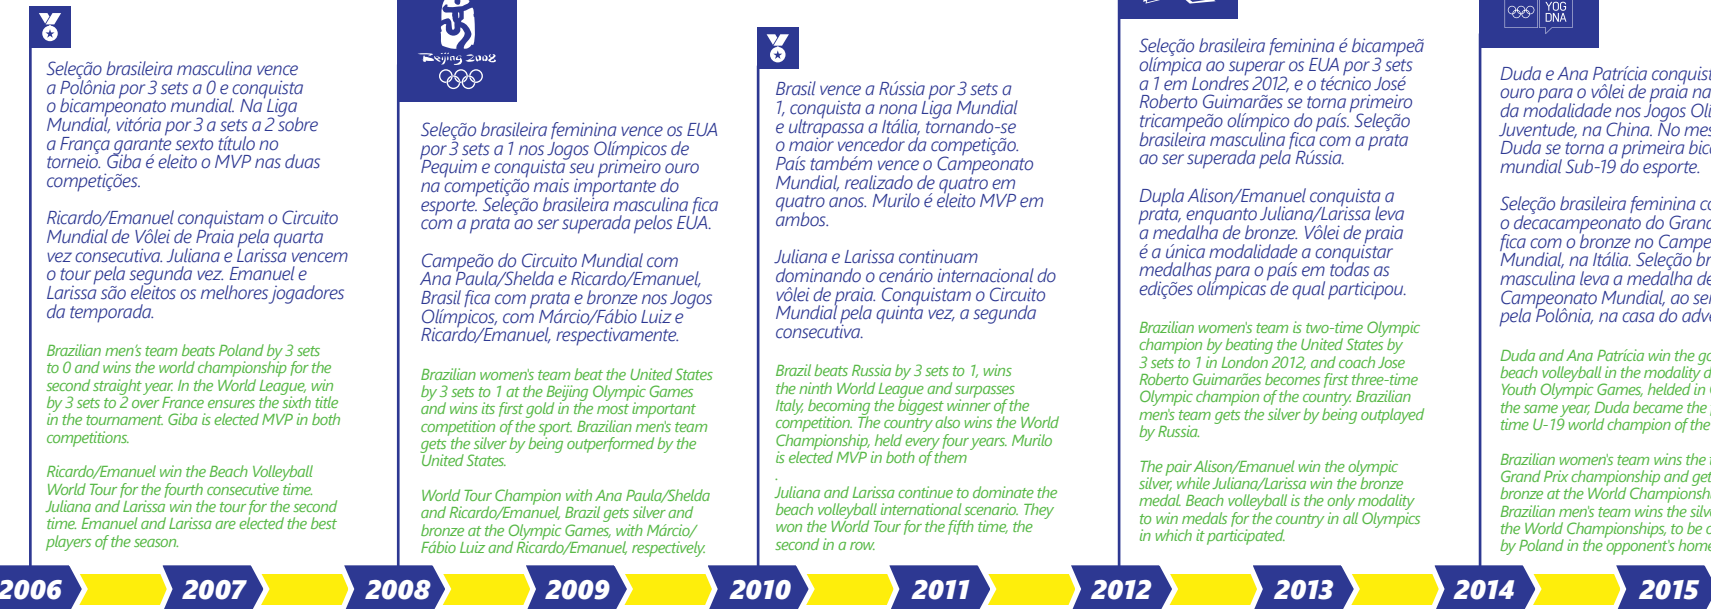 Seleção brasileira masculina vence
a Polônia por 3 sets a 0 e conquista
o bicampeonato mundial. Na Liga
Mundial, vitória por 3 a sets a 2 sobre
a França garante sexto título no
torneio. Giba é eleito o MVP nas duas
competições.
Ricardo/Emanuel conquistam o Circuito
Mundial de Vôlei de Praia pela quarta
vez consecutiva. Juliana e Larissa vencem
o tour pela segunda vez. Emanuel e
Larissa são eleitos os melhores jogadores
da temporada.
Brazilian men's team beats Poland by 3 sets
to 0 and wins the world championship for the
second straight year. In the World League, win
by 3 sets to 2 over France ensures the sixth title
in the tournament. Giba is elected MVP in both
competitions.
Ricardo/Emanuel win the Beach Volleyball
World Tour for the fourth consecutive time.
Juliana and Larissa win the tour for the second
time. Emanuel and Larissa are elected the best
players of the season.
Beijing 2008
Seleção brasileira feminina vence os EUA
por 3 sets a 1 nos Jogos Olímpicos de
Pequim e conquista seu primeiro ouro
na competição mais importante do
esporte. Seleção brasileira masculina fica
com a prata ao ser superada pelos EUA.
Campeão do Circuito Mundial com
Ana Paula/Shelda e Ricardo/Emanuel,
Brasil fica com prata e bronze nos Jogos
Olímpicos, com Márcio/Fábio Luiz e
Ricardo/Emanuel, respectivamente.
Brazilian women's team beat the United States
by 3 sets to 1 at the Beijing Olympic Games
and wins its first gold in the most important
competition of the sport. Brazilian men's team
gets the silver by being outperformed by the
United States.
World Tour Champion with Ana Paula/Shelda
and Ricardo/Emanuel, Brazil gets silver and
bronze at the Olympic Games, with Márcio/
Fábio Luiz and Ricardo/Emanuel, respectively.
Brasil vence a Rússia por 3 sets a
1, conquista a nona Liga Mundial
e ultrapassa a Itália, tornando-se
o maior vencedor da competição.
País também vence o Campeonato
Mundial, realizado de quatro em
quatro anos. Murilo é eleito MVP em
ambos.
Juliana e Larissa continuam
dominando o cenário internacional do
vôlei de praia. Conquistam o Circuito
Mundial pela quinta vez, a segunda
consecutiva.
Brazil beats Russia by 3 sets to 1, wins
the ninth World League and surpasses
Italy, becoming the biggest winner of the
competition. The country also wins the World
Championship, held every four years. Murilo
is elected MVP in both of them
.
Juliana and Larissa continue to dominate the
beach volleyball international scenario. They
won the World Tour for the fifth time, the
second in a row.
Seleção brasileira feminina é bicampeã
olímpica ao superar os EUA por 3 sets
a 1 em Londres 2012, e o técnico José
Roberto Guimarães se torna primeiro
tricampeão olímpico do país. Seleção
brasileira masculina fica com a prata
ao ser superada pela Rússia.
Dupla Alison/Emanuel conquista a
prata, enquanto Juliana/Larissa leva
a medalha de bronze. Vôlei de praia
é a única modalidade a conquistar
medalhas para o país em todas as
edições olímpicas de qual participou.
Brazilian women's team is two-time Olympic
champion by beating the United States by
3 sets to 1 in London 2012, and coach Jose
Roberto Guimarães becomes first three-time
Olympic champion of the country. Brazilian
men's team gets the silver by being outplayed
by Russia.
The pair Alison/Emanuel win the olympic
silver, while Juliana/Larissa win the bronze
medal. Beach volleyball is the only modality
to win medals for the country in all Olympics
in which it participated.
YOG
DNA
Duda e Ana Patrícia
ouro para o vôlei de praia na
da modalidade nos Jogos
Juventude, na China. No
Duda se torna a primeira
mundial Sub-19 do esporte.
Seleção brasileira feminina
o decacampeonato do
fica com o bronze no
Mundial, na Itália. Seleção
masculina leva a medalha
Campeonato Mundial, ao
pela Polônia, na casa do
Duda and Ana Patrícia win the
beach volleyball in the modality
Youth Olympic Games, helded in
the same year, Duda became the
time U-19 world champion of the
Brazilian women's team wins the
Grand Prix championship and
bronze at the World
Brazilian men's team wins the
the World Championships, to be
by Poland in the opponent's
2006 2007 2008 2009 2010 2011 2012 2013 2014 2015